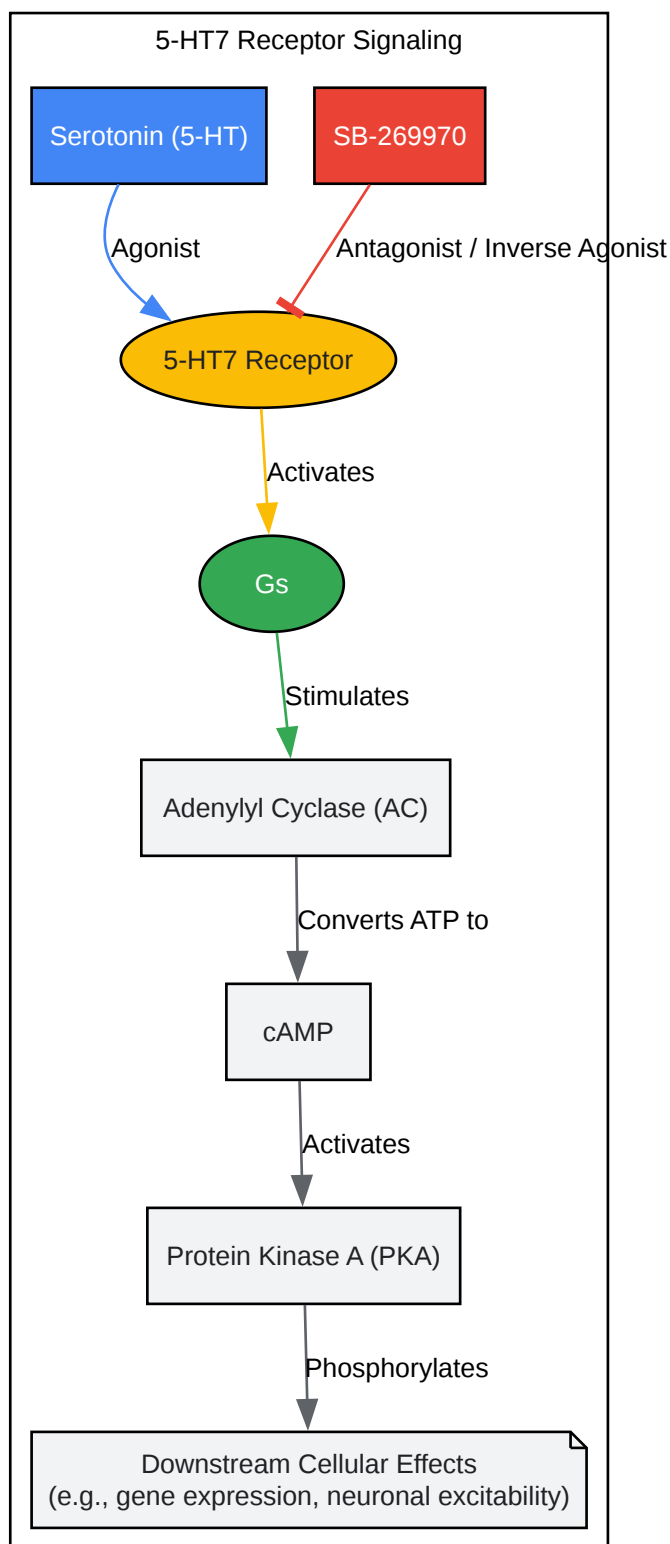 5-HT7 Receptor Signaling
Serotonin (5-HT)
SB-269970
Agonist
Antagonist / Inverse Agonist
5-HT7 Receptor
Activates
Gs
Stimulates
Adenylyl Cyclase (AC)
Converts ATP to
cAMP
Activates
Protein Kinase A (PKA)
Phosphorylates
Downstream Cellular Effects
(e.g., gene expression, neuronal excitability)